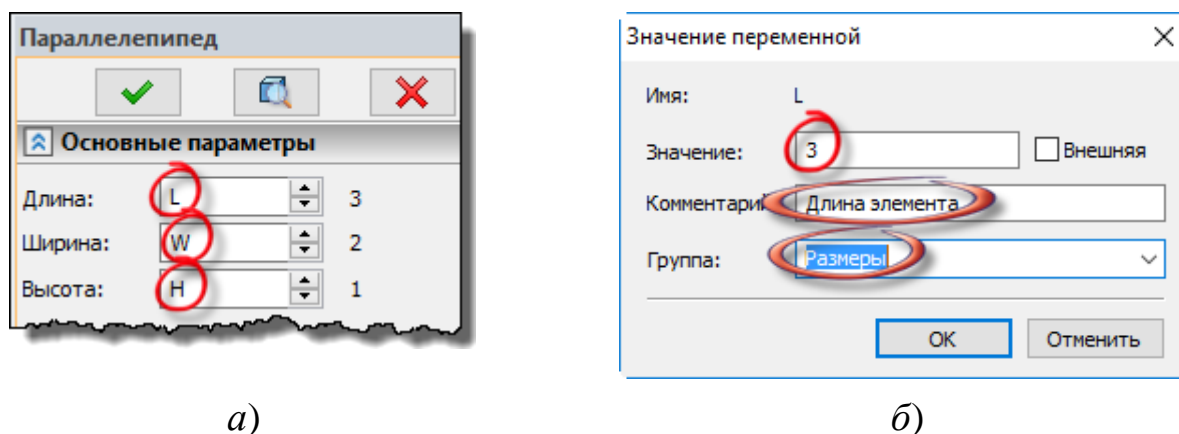 Параллелепипед
Основные параметры
Длина: L 3
Ширина: W 2
Высота: H 1
а)
Значение переменной
Имя: L
Значение: 3 Внешняя
Комментарий Длина элемента
Группа: Размеры
OK Отменить
б)